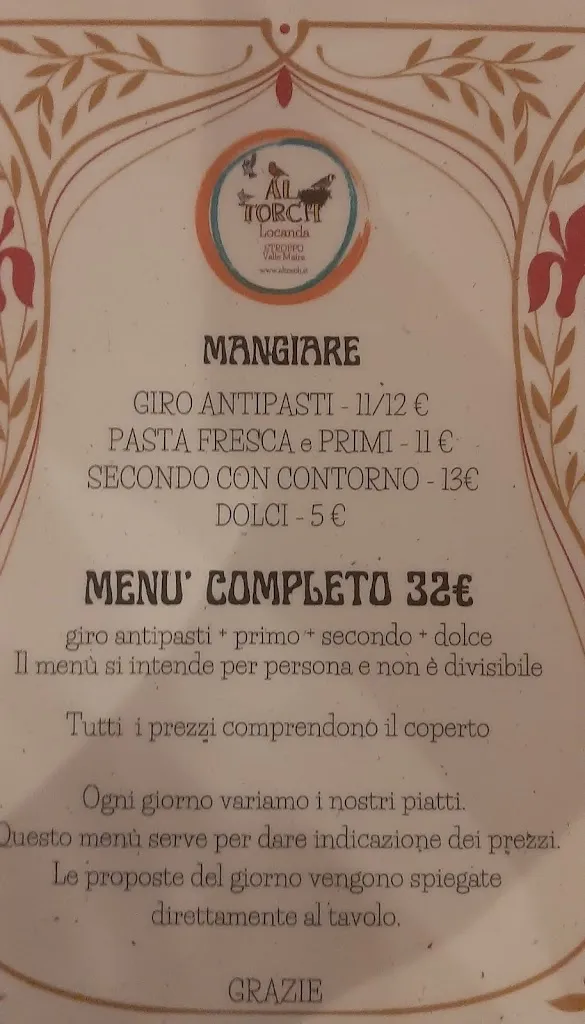 AL
TORCH
Locanda
STROPPO
Valle Maira
MANGIARE
GIRO ANTIPASTI - 11/12 €
PASTA FRESCA e PRIMI - 11 €
SECONDO CON CONTORNO - 13€
DOLCI - 5 €
MENU' COMPLETO 32€
giro antipasti + primo + secondo + dolce
Il menù si intende per persona e non è divisibile
Tutti i prezzi comprendono il coperto
Ogni giorno variamo i nostri piatti.
Questo menù serve per dare indicazione dei prezzi.
Le proposte del giorno vengono spiegate
direttamente al tavolo.
GRAZIE